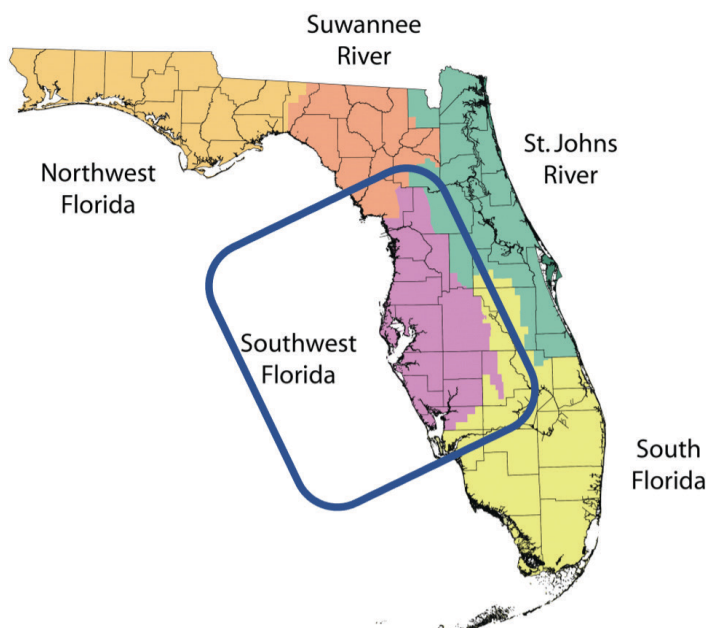 Suwannee
River
St. Johns
River
Northwest
Florida
Southwest
Florida
South
Florida